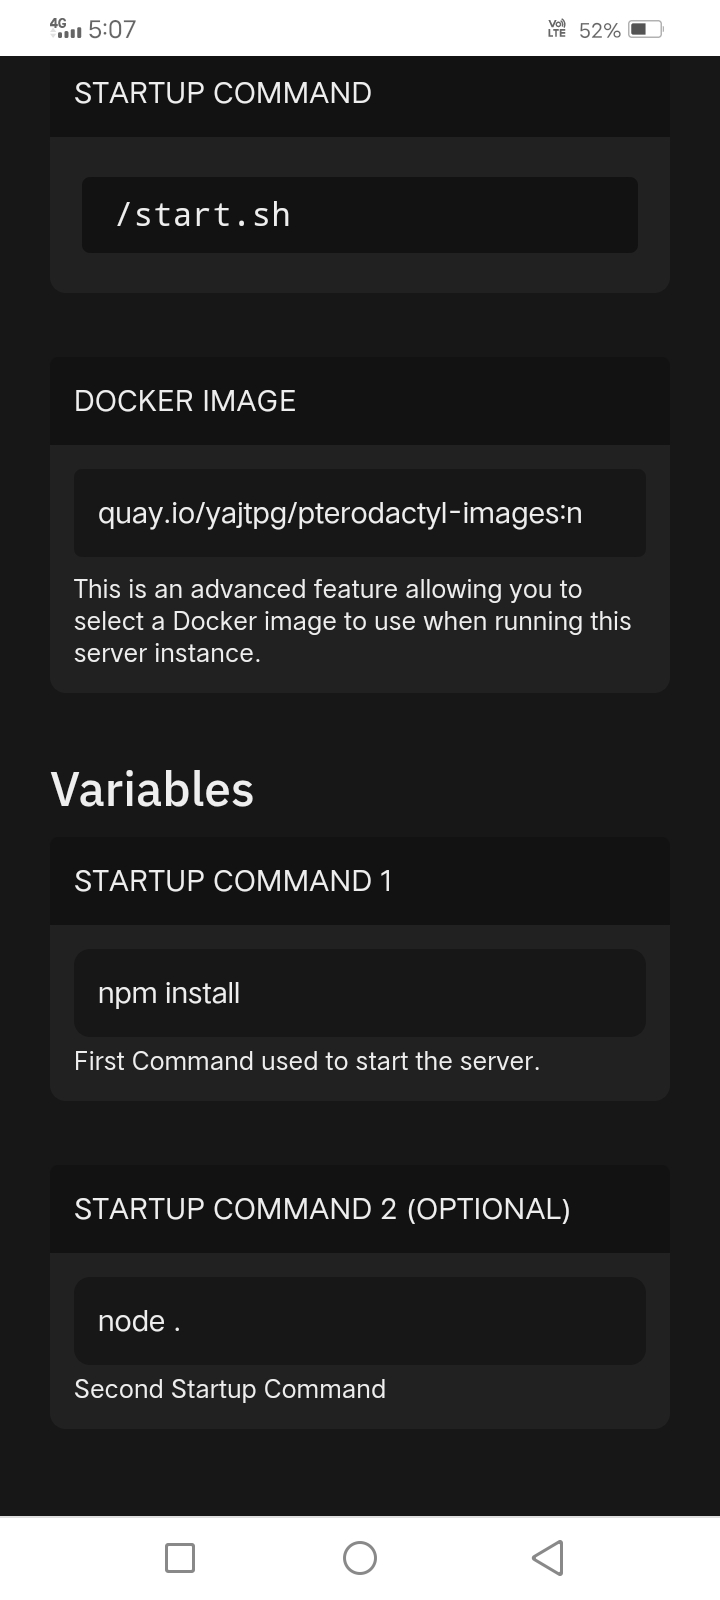 4G 5:07 Vo) LTE 52%
STARTUP COMMAND
/start.sh
DOCKER IMAGE
quay.io/yajtpg/pterodactyl-images:n
This is an advanced feature allowing you to
select a Docker image to use when running this
server instance.
Variables
STARTUP COMMAND 1
npm install
First Command used to start the server.
STARTUP COMMAND 2 (OPTIONAL)
node .
Second Startup Command